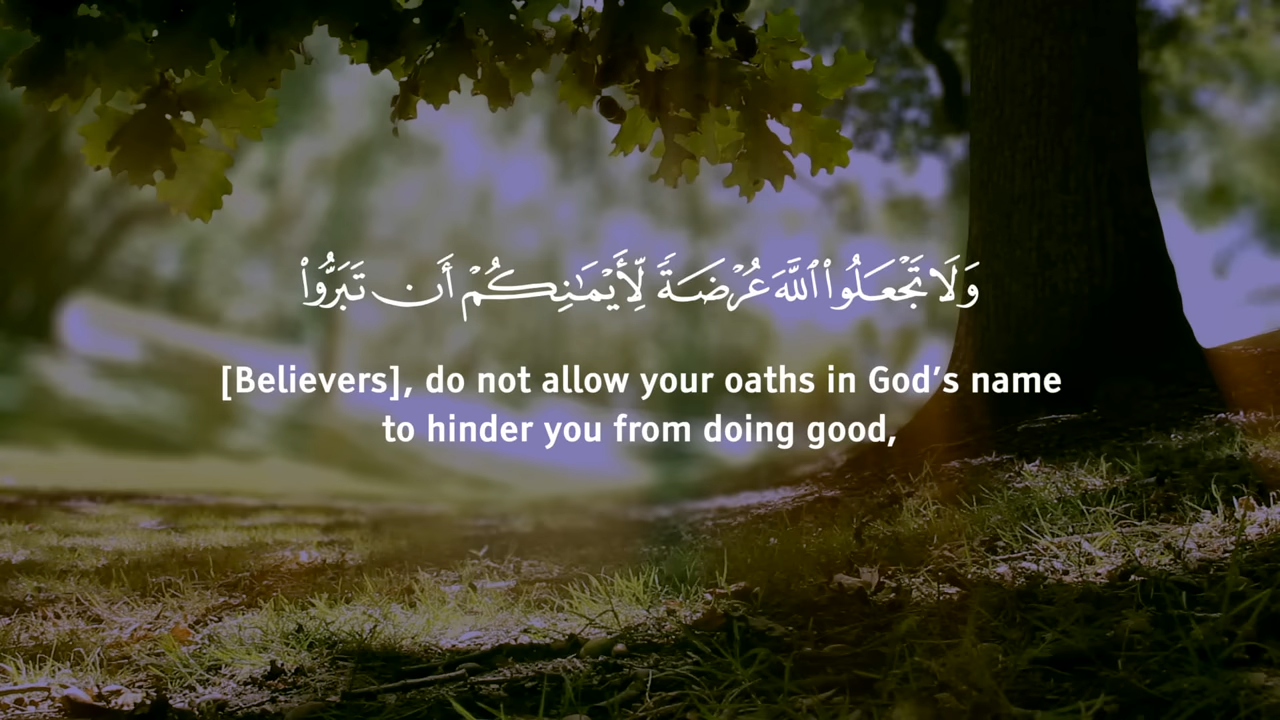 وَلَا تَجْعَلُوا۟ ٱللَّهَ عُرْضَةً لِّأَيْمَـٰنِكُمْ أَن تَبَرُّوا۟
[Believers], do not allow your oaths in God’s name
to hinder you from doing good,